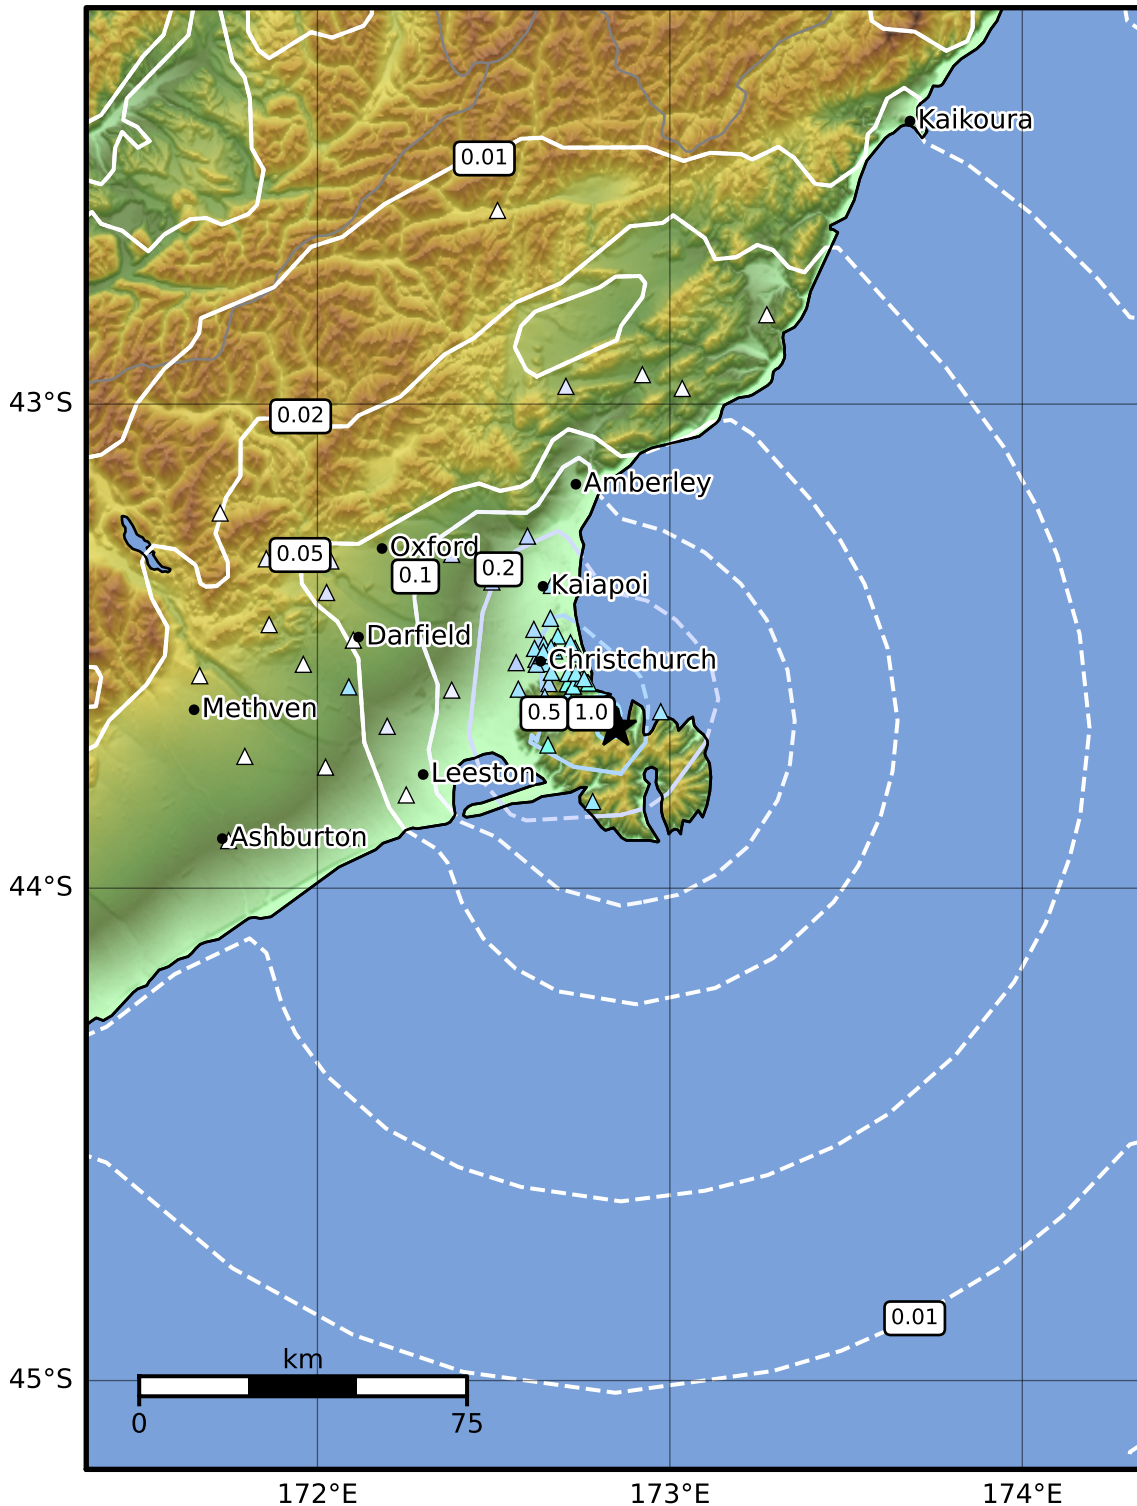 Kaikoura
0.01
43°S
0.02
Amberley
0.05
Oxford
0.1
0.2
Kaiapoi
Darfield
Christchurch
Methven
0.5
1.0
Leeston
Ashburton
44°S
0.01
km
45°S
0
75
172°E
173°E
174°E